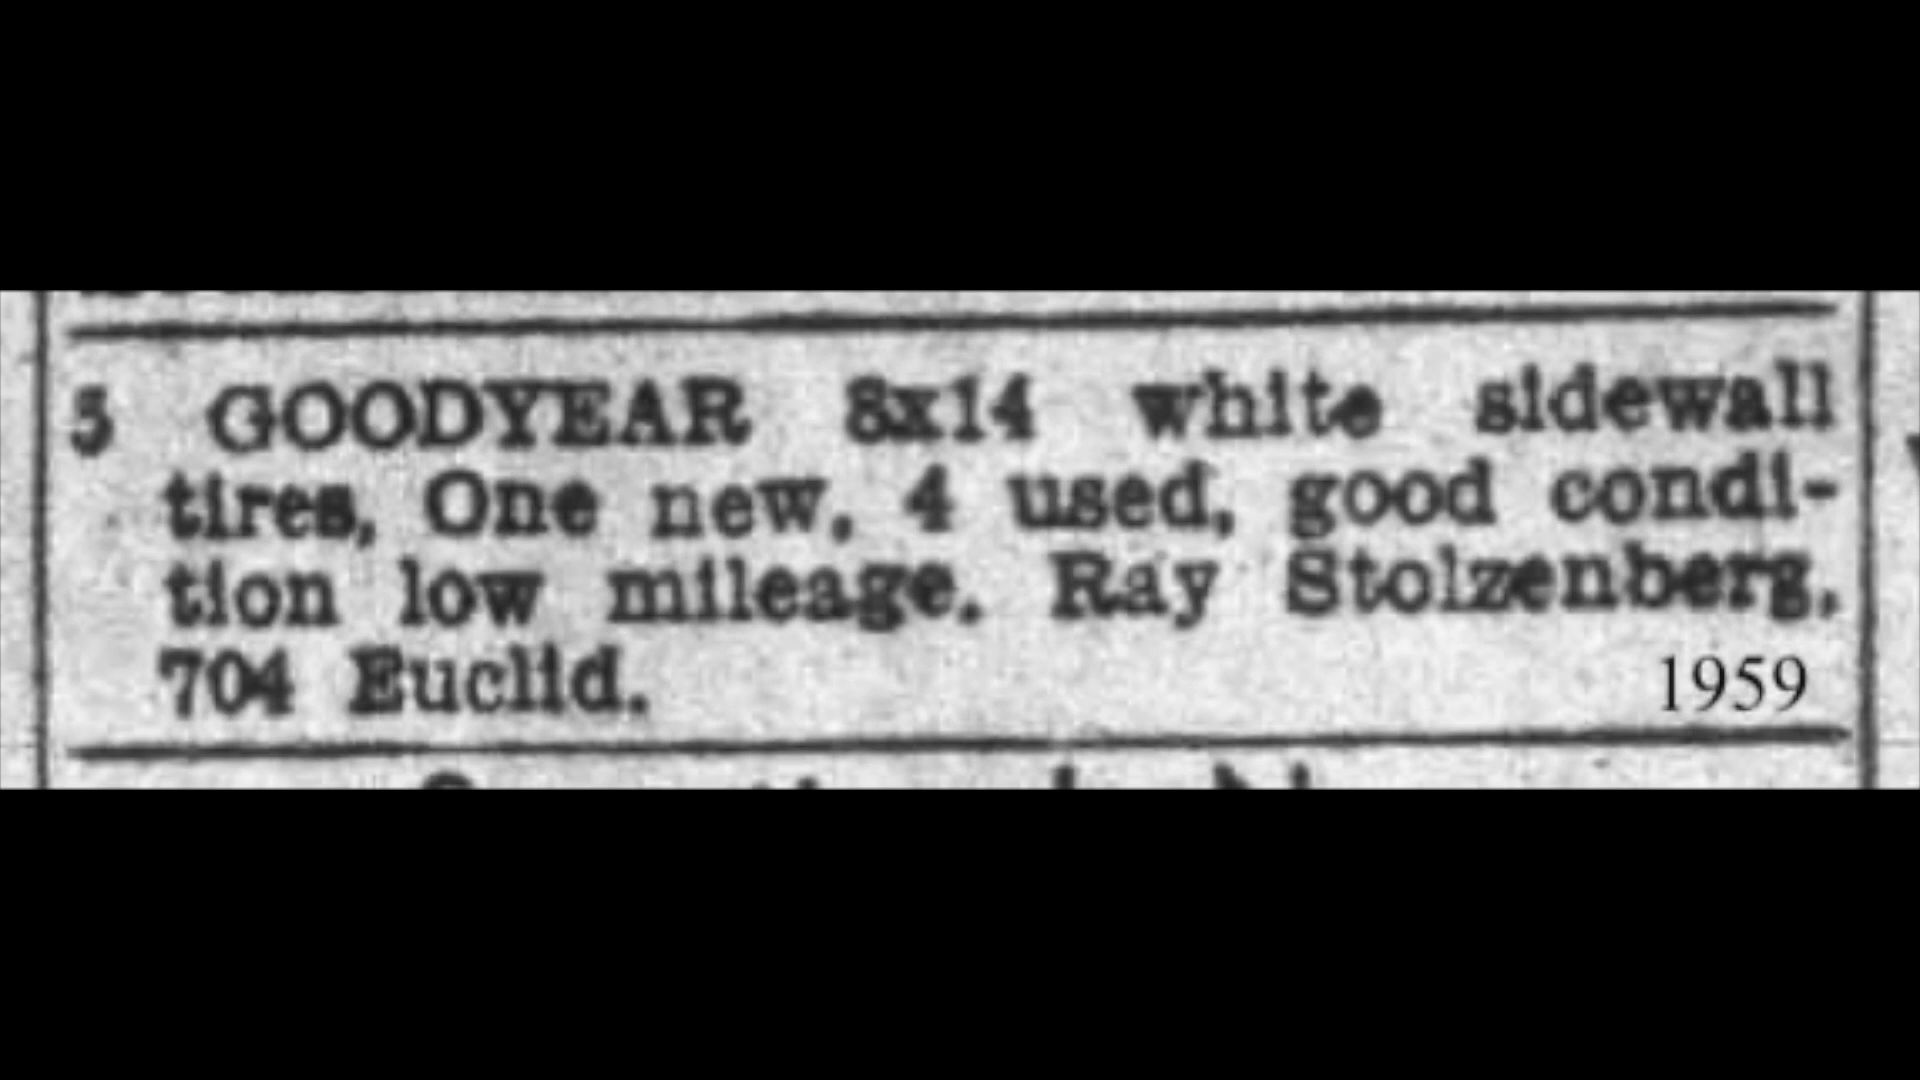 5 GOODYEAR 8x14 white sidewall
tires, One new, 4 used, good condi-
tion low mileage. Ray Stolzenberg,
704 Euclid.
1959